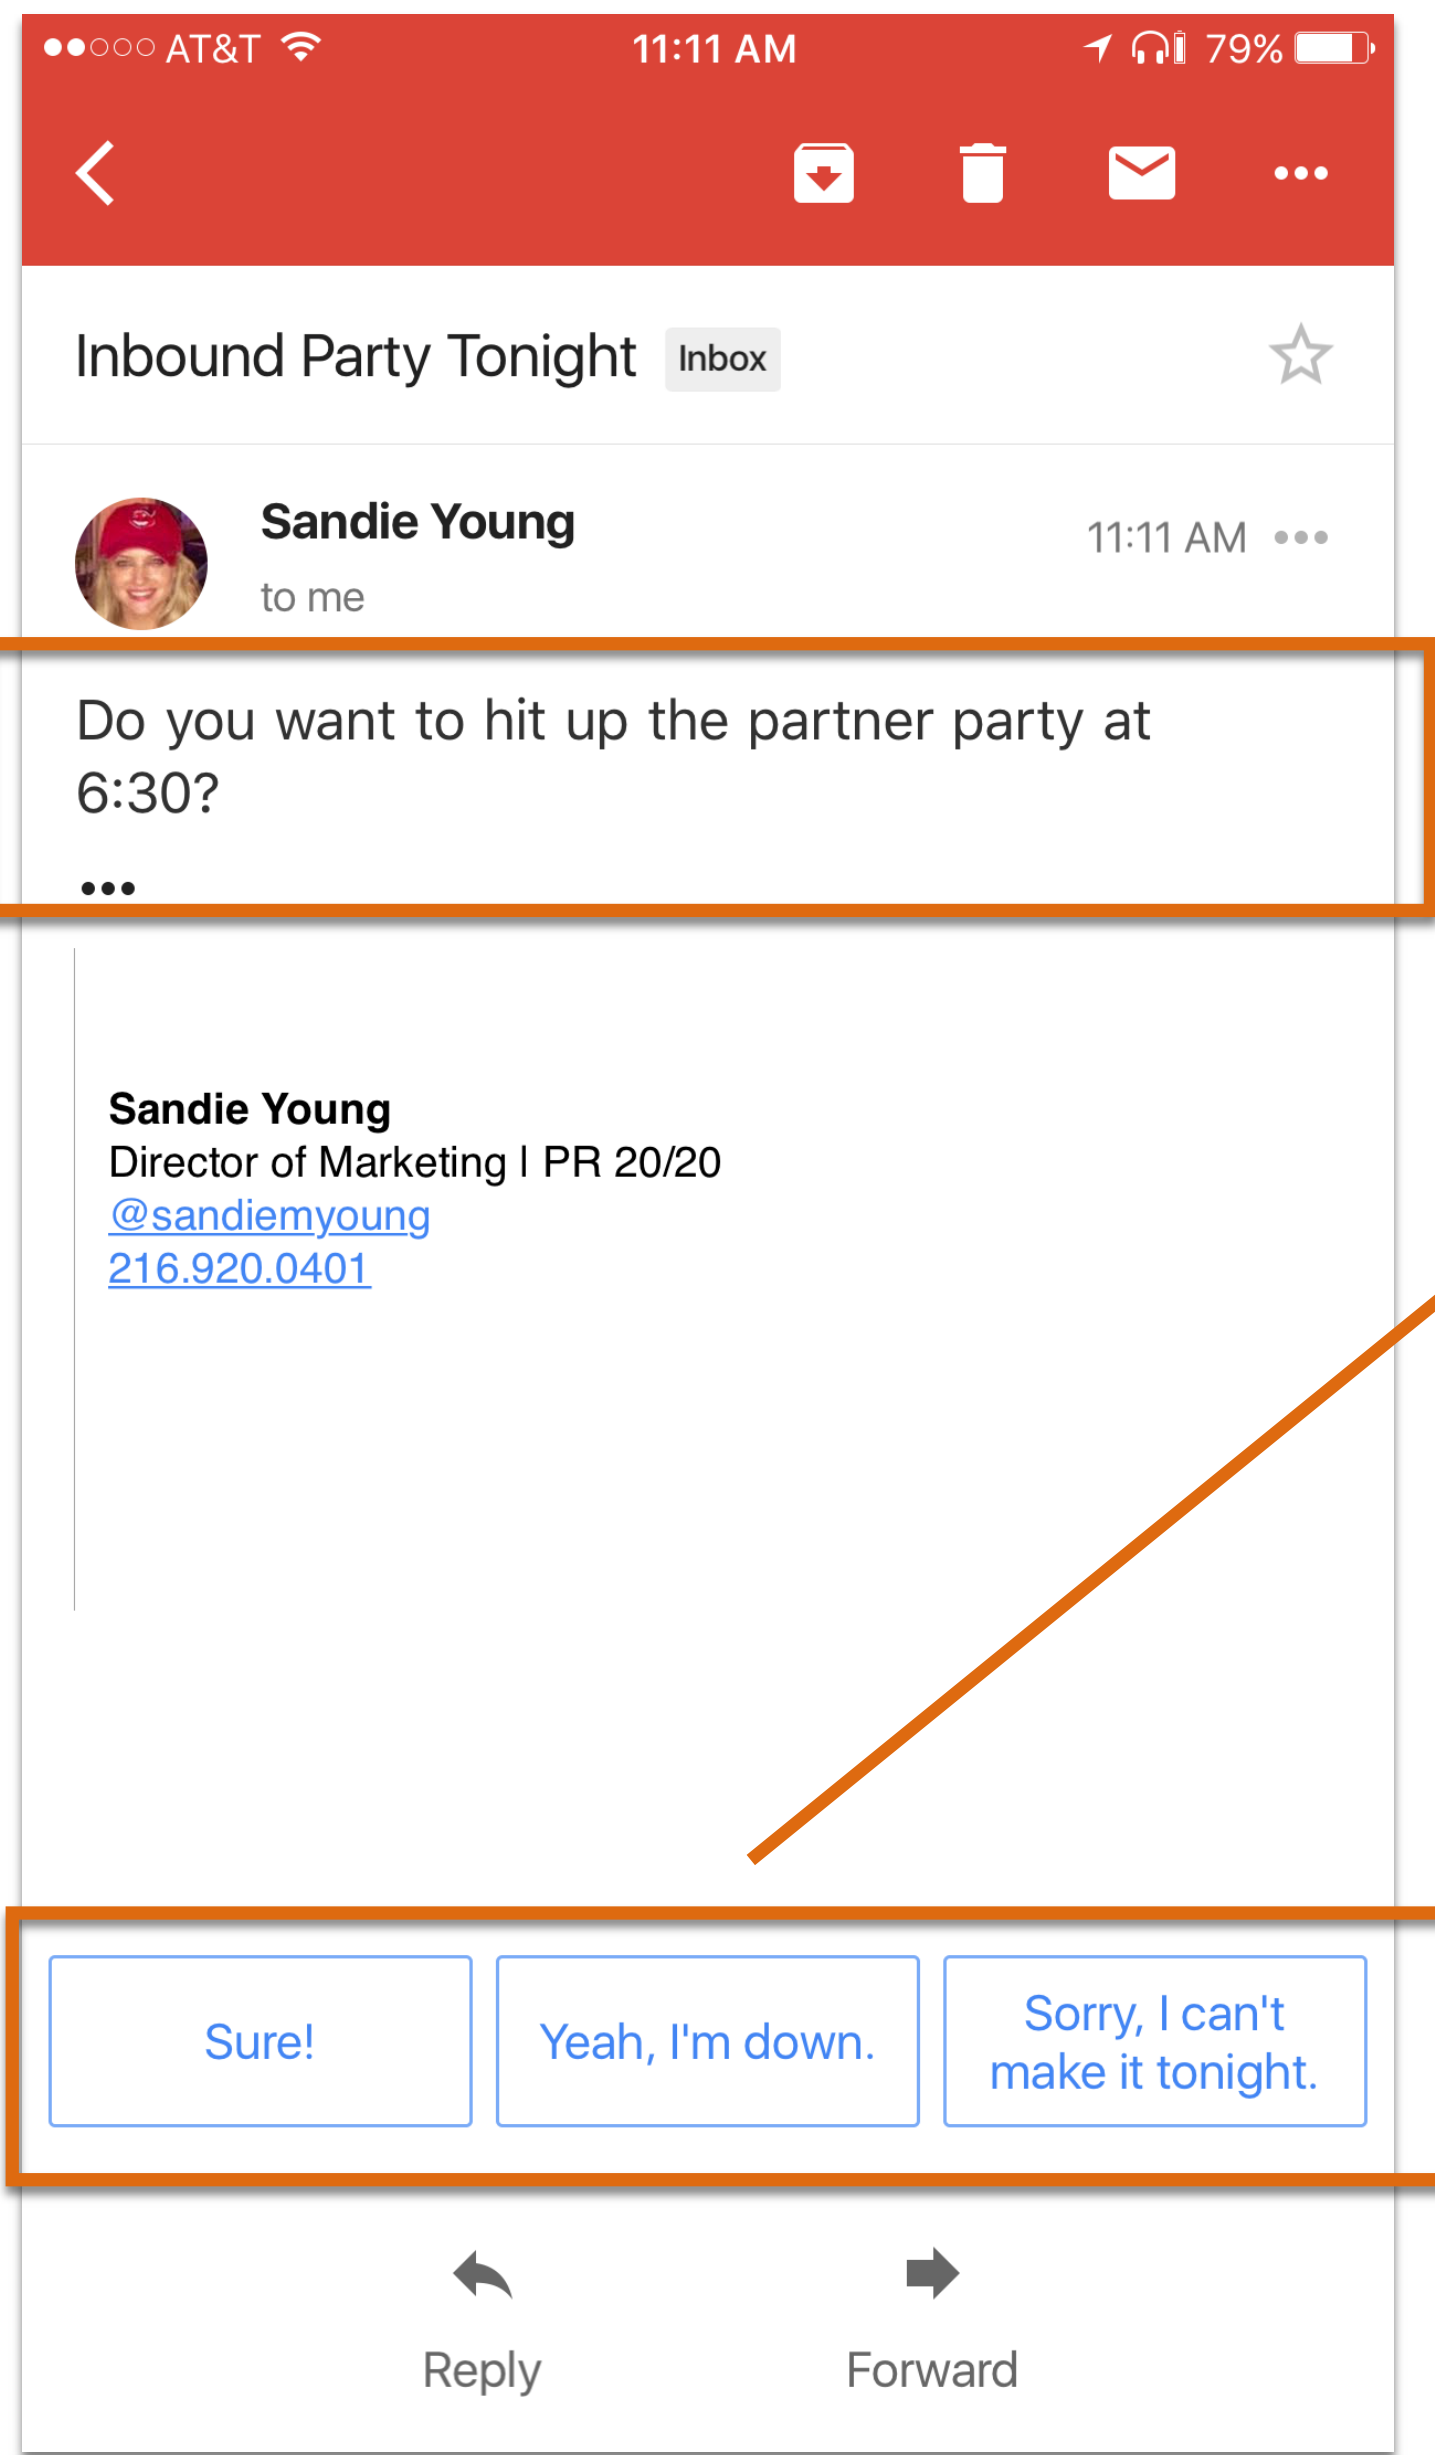 AT&T 11:11 AM 79%
Inbound Party Tonight Inbox
Sandie Young 11:11 AM
to me
Do you want to hit up the partner party at
6:30?
Sandie Young
Director of Marketing | PR 20/20
@sandiemyoung
216.920.0401
Sure! Yeah, I'm down. Sorry, I can't
make it tonight.
Reply Forward